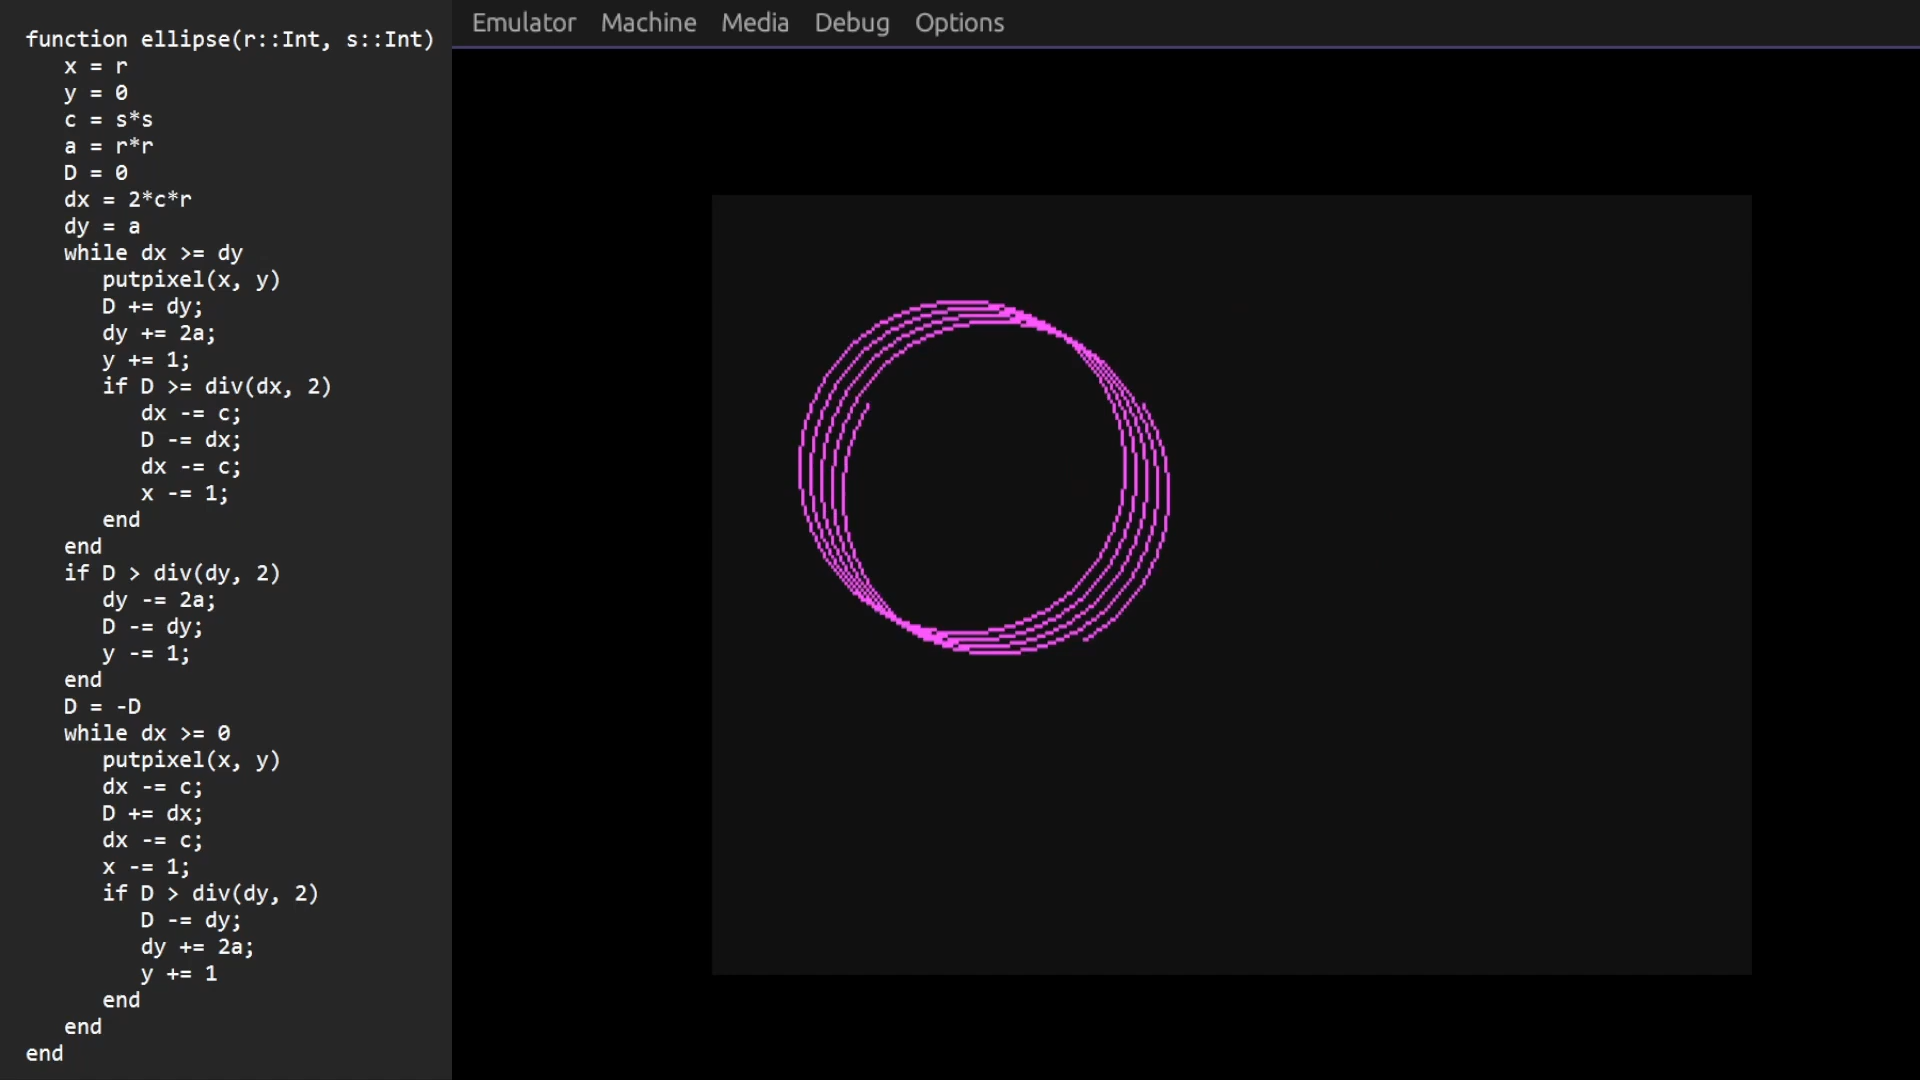 Emulator Machine Media Debug Options
function ellipse(r::Int, s::Int)
   x = r
   y = 0
   c = s*s
   a = r*r
   D = 0
   dx = 2*c*r
   dy = a
   while dx >= dy
      putpixel(x, y)
      D += dy;
      dy += 2a;
      y += 1;
      if D >= div(dx, 2)
         dx -= c;
         D -= dx;
         dx -= c;
         x -= 1;
      end
   end
   if D > div(dy, 2)
      dy -= 2a;
      D -= dy;
      y -= 1;
   end
   D = -D
   while dx >= 0
      putpixel(x, y)
      dx -= c;
      D += dx;
      dx -= c;
      x -= 1;
      if D > div(dy, 2)
         D -= dy;
         dy += 2a;
         y += 1
      end
   end
end